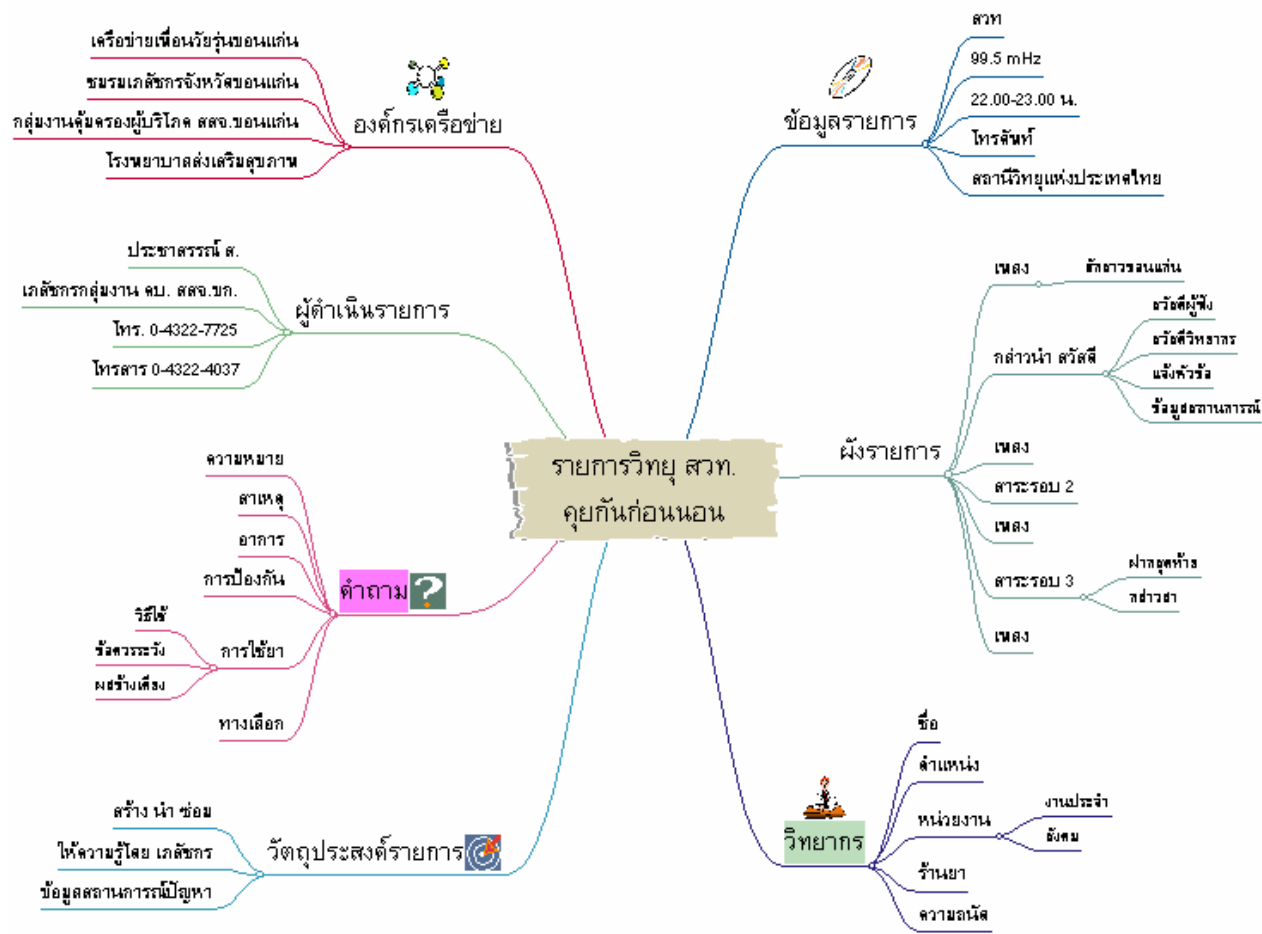 รายการวิทยุ สวท.
คุยกันก่อนนอน
องค์กรเครือข่าย
เครือข่ายเพื่อนวัยรุ่นขอนแก่น
ชมรมเภสัชกรจังหวัดขอนแก่น
กลุ่มงานคุ้มครองผู้บริโภค สสจ.ขอนแก่น
โรงพยาบาลส่งเสริมสุขภาพ
ผู้ดำเนินรายการ
ประชาสรรณ์ ส.
เภสัชกรกลุ่มงาน คบ. สสจ.ขก.
โทร. 0-4322-7725
โทรสาร 0-4322-4037
คำถาม
ความหมาย
สาเหตุ
อาการ
การป้องกัน
การใช้ยา
วิธีใช้
ข้อควรระวัง
ผลข้างเคียง
ทางเลือก
วัตถุประสงค์รายการ
สร้าง นำ ซ่อม
ให้ความรู้โดย เภสัชกร
ข้อมูลสถานการณ์ปัญหา
ข้อมูลรายการ
สวท
99.5 mHz
22.00-23.00 น.
โทรศัพท์
สถานีวิทยุแห่งประเทศไทย
ผังรายการ
เพลง
สักลาวขอนแก่น
กล่าวนำ สวัสดี
สวัสดีผู้ฟัง
สวัสดีวิทยากร
แจ้งหัวข้อ
ข้อมูลสถานการณ์
เพลง
สาระรอบ 2
เพลง
สาระรอบ 3
ฝากสุดท้าย
กล่าวลา
เพลง
วิทยากร
ชื่อ
ตำแหน่ง
หน่วยงาน
งานประจำ
สังคม
ร้านยา
ความถนัด